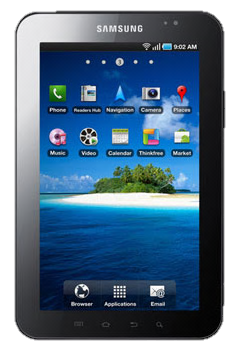 SAMSUNG
9:02 AM
3
Phone Readers Hub Navigation Camera Places
Music Video Calendar Thinkfree Market
Browser Applications Email